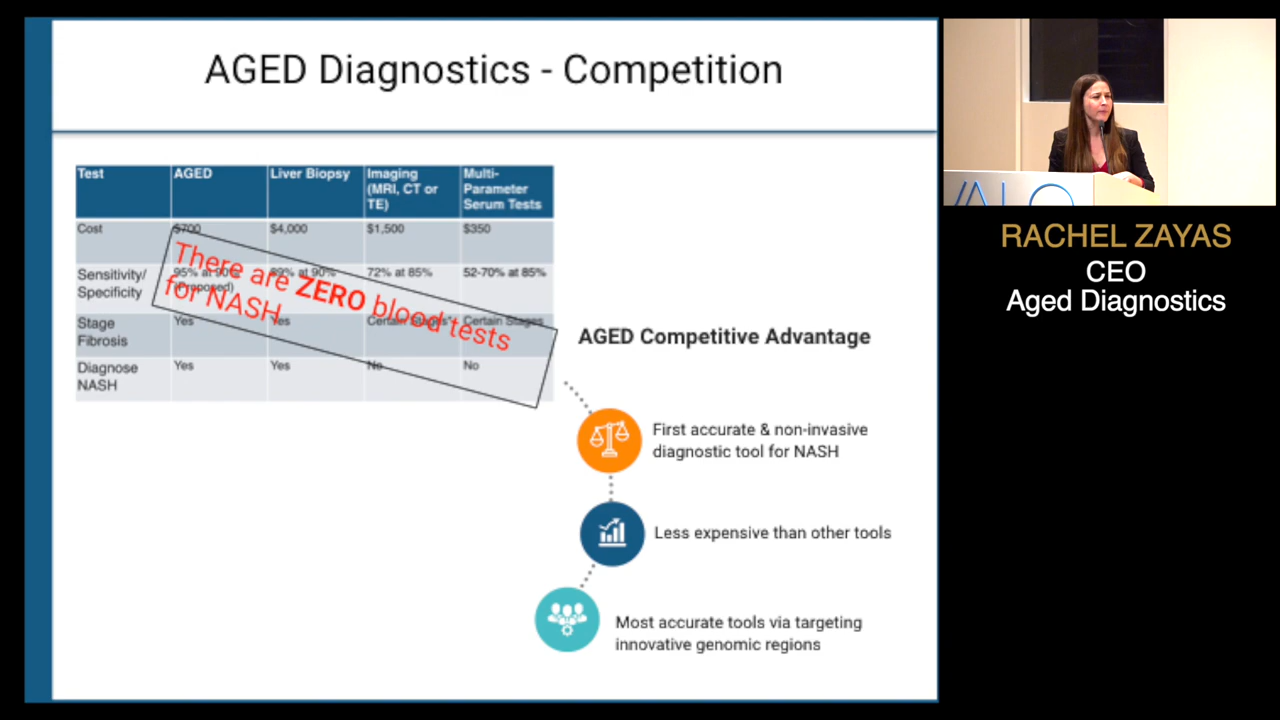 AGED Diagnostics - Competition
Test AGED Liver Biopsy Imaging (MRI, CT or TE) Multi-Parameter Serum Tests
Cost $700 $4,000 $1,500 $350
Sensitivity/ Specificity 95% at 90% (Proposed) 89% at 90% 72% at 85% 52-70% at 85%
Stage Fibrosis Yes Yes Certain Stages Certain Stages
Diagnose NASH Yes Yes No No
There are ZERO blood tests
for NASH
AGED Competitive Advantage
First accurate & non-invasive
diagnostic tool for NASH
Less expensive than other tools
Most accurate tools via targeting
innovative genomic regions
RACHEL ZAYAS
CEO
Aged Diagnostics